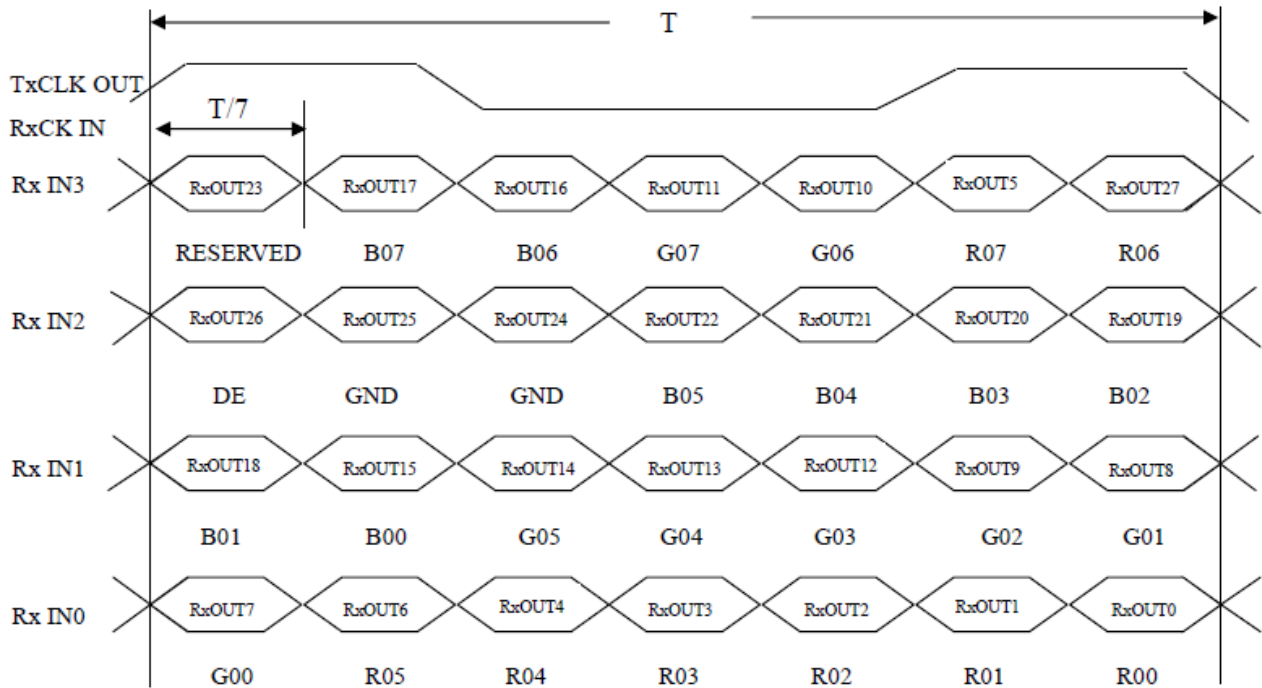 T
TxCLK OUT
T/7
RxCK IN
Rx IN3 RxOUT23 RxOUT17 RxOUT16 RxOUT11 RxOUT10 RxOUT5 RxOUT27
RESERVED B07 B06 G07 G06 R07 R06
Rx IN2 RxOUT26 RxOUT25 RxOUT24 RxOUT22 RxOUT21 RxOUT20 RxOUT19
DE GND GND B05 B04 B03 B02
Rx IN1 RxOUT18 RxOUT15 RxOUT14 RxOUT13 RxOUT12 RxOUT9 RxOUT8
B01 B00 G05 G04 G03 G02 G01
Rx IN0 RxOUT7 RxOUT6 RxOUT4 RxOUT3 RxOUT2 RxOUT1 RxOUT0
G00 R05 R04 R03 R02 R01 R00